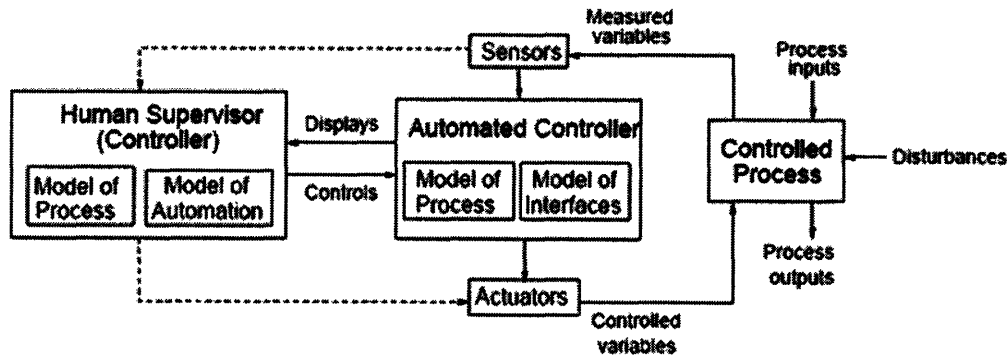 Measured
variables
Sensors
Process
inputs
Human Supervisor
(Controller)
Displays
Automated Controller
Controlled
Process
Disturbances
Model of
Process
Model of
Automation
Controls
Model of
Process
Model of
Interfaces
Process
outputs
Actuators
Controlled
variables